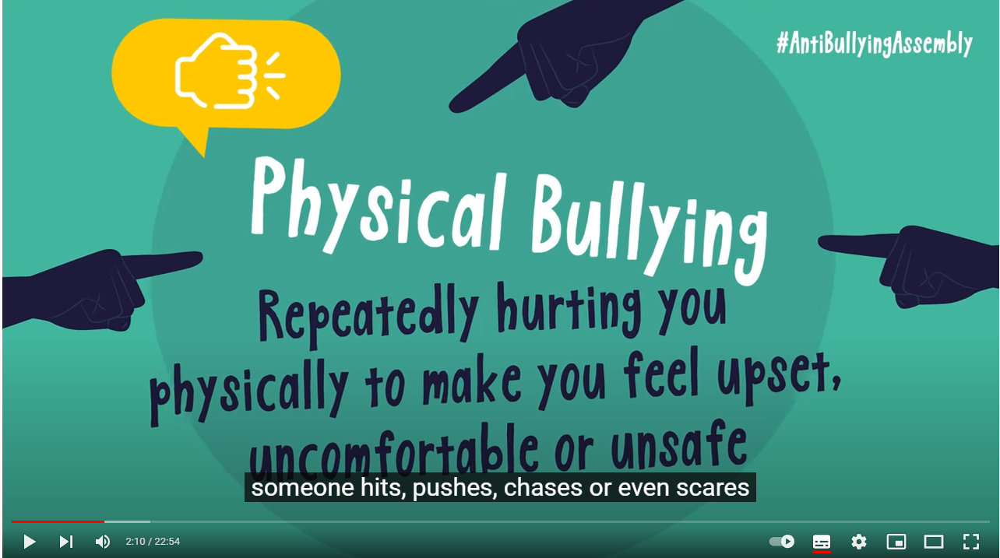 #AntiBullyingAssembly
Physical Bullying
Repeatedly hurting you
physically to make you feel upset,
uncomfortable or unsafe
someone hits, pushes, chases or even scares
2:10 / 22:54